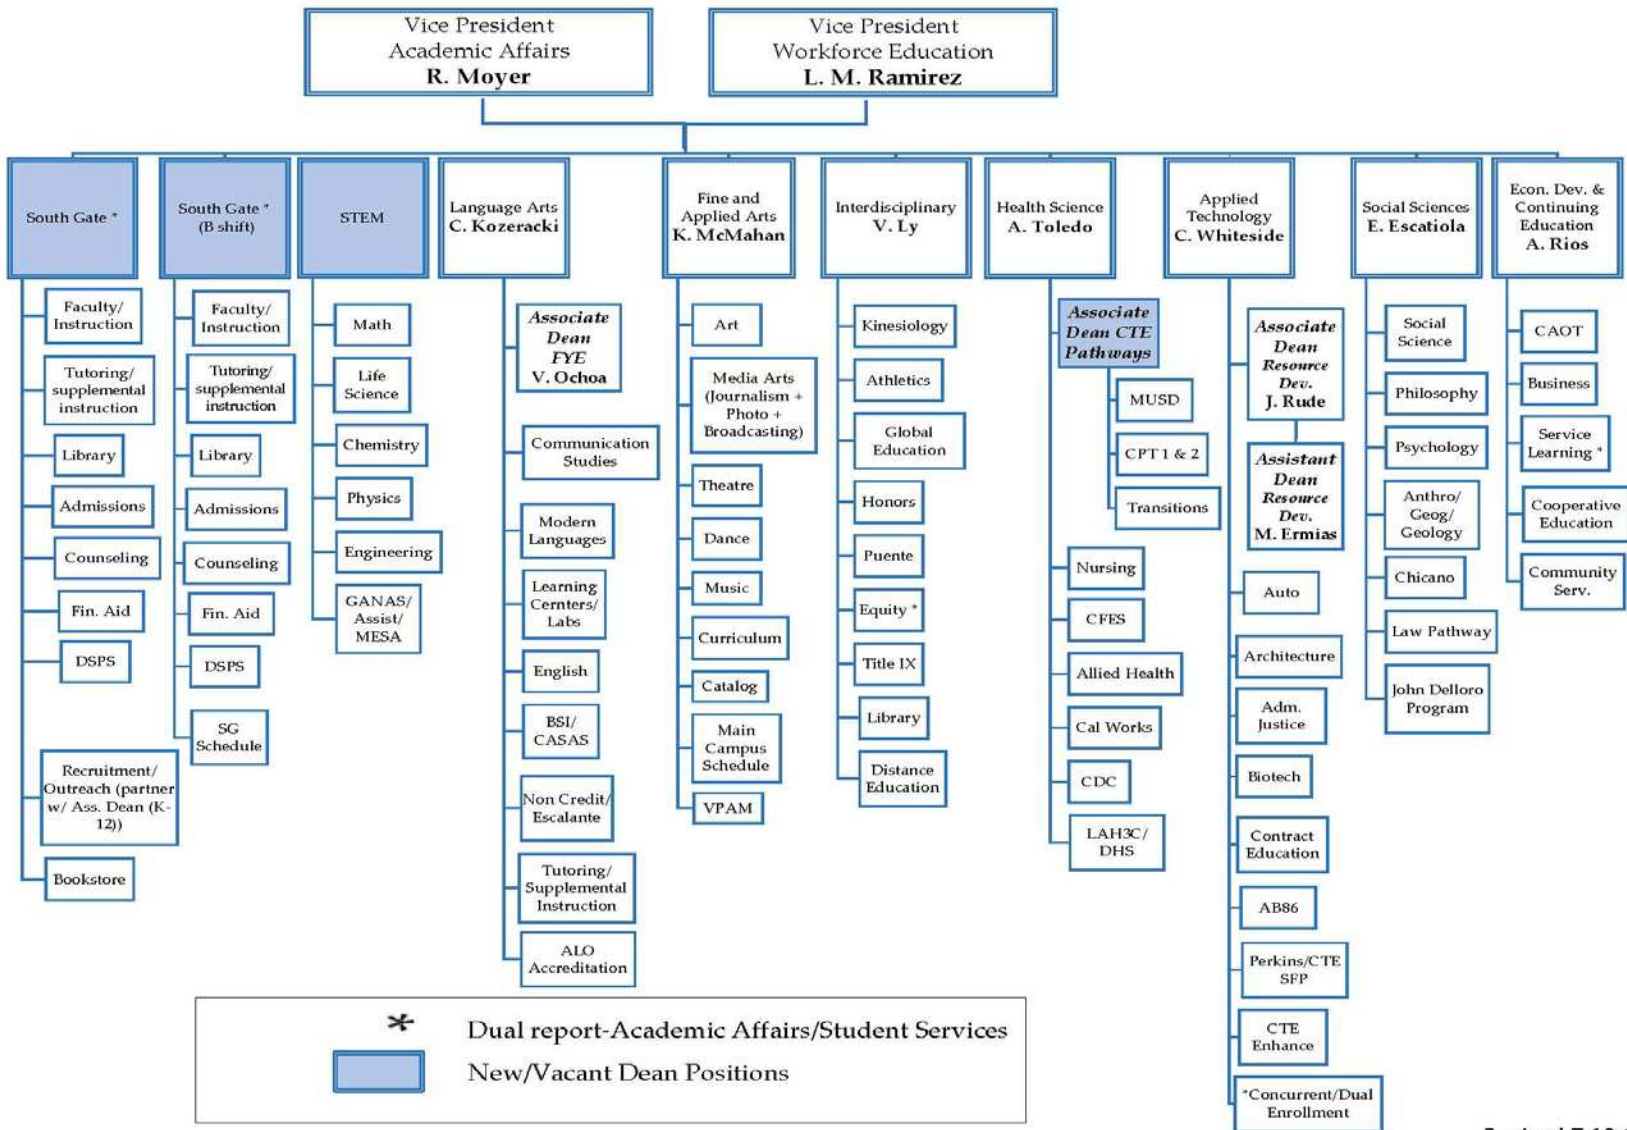 Vice President
Academic Affairs
R. Moyer
Vice President
Workforce Education
L. M. Ramirez
South Gate *
South Gate *
(B shift)
STEM
Language Arts
C. Kozeracki
Fine and
Applied Arts
K. McMahan
Interdisciplinary
V. Ly
Health Science
A. Toledo
Applied
Technology
C. Whiteside
Social Sciences
E. Escatiola
Econ. Dev. &
Continuing
Education
A. Rios
Faculty/
Instruction
Tutoring/
supplemental
instruction
Library
Admissions
Counseling
Fin. Aid
DSPS
Recruitment/
Outreach (partner
w/ Ass. Dean (K-
12))
Bookstore
Faculty/
Instruction
Tutoring/
supplemental
instruction
Library
Admissions
Counseling
Fin. Aid
DSPS
SG
Schedule
Math
Life
Science
Chemistry
Physics
Engineering
GANAS/
Assist/
MESA
Associate
Dean
FYE
V. Ochoa
Communication
Studies
Modern
Languages
Learning
Cernters/
Labs
English
BSI/
CASAS
Non Credit/
Escalante
Tutoring/
Supplemental
Instruction
ALO
Accreditation
Art
Media Arts
(Journalism +
Photo +
Broadcasting)
Theatre
Dance
Music
Curriculum
Catalog
Main
Campus
Schedule
VPAM
Kinesiology
Athletics
Global
Education
Honors
Puente
Equity *
Title IX
Library
Distance
Education
Associate
Dean CTE
Pathways
MUSD
CPT 1 & 2
Transitions
Nursing
CFES
Allied Health
Cal Works
CDC
LAH3C/
DHS
Associate
Dean
Resource
Dev.
J. Rude
Assistant
Dean
Resource
Dev.
M. Ermias
Auto
Architecture
Adm.
Justice
Biotech
Contract
Education
AB86
Perkins/CTE
SFP
CTE
Enhance
*Concurrent/Dual
Enrollment
Social
Science
Philosophy
Psychology
Anthro/
Geog/
Geology
Chicano
Law Pathway
John Delloro
Program
CAOT
Business
Service
Learning *
Cooperative
Education
Community
Serv.
* Dual report-Academic Affairs/Student Services
New/Vacant Dean Positions